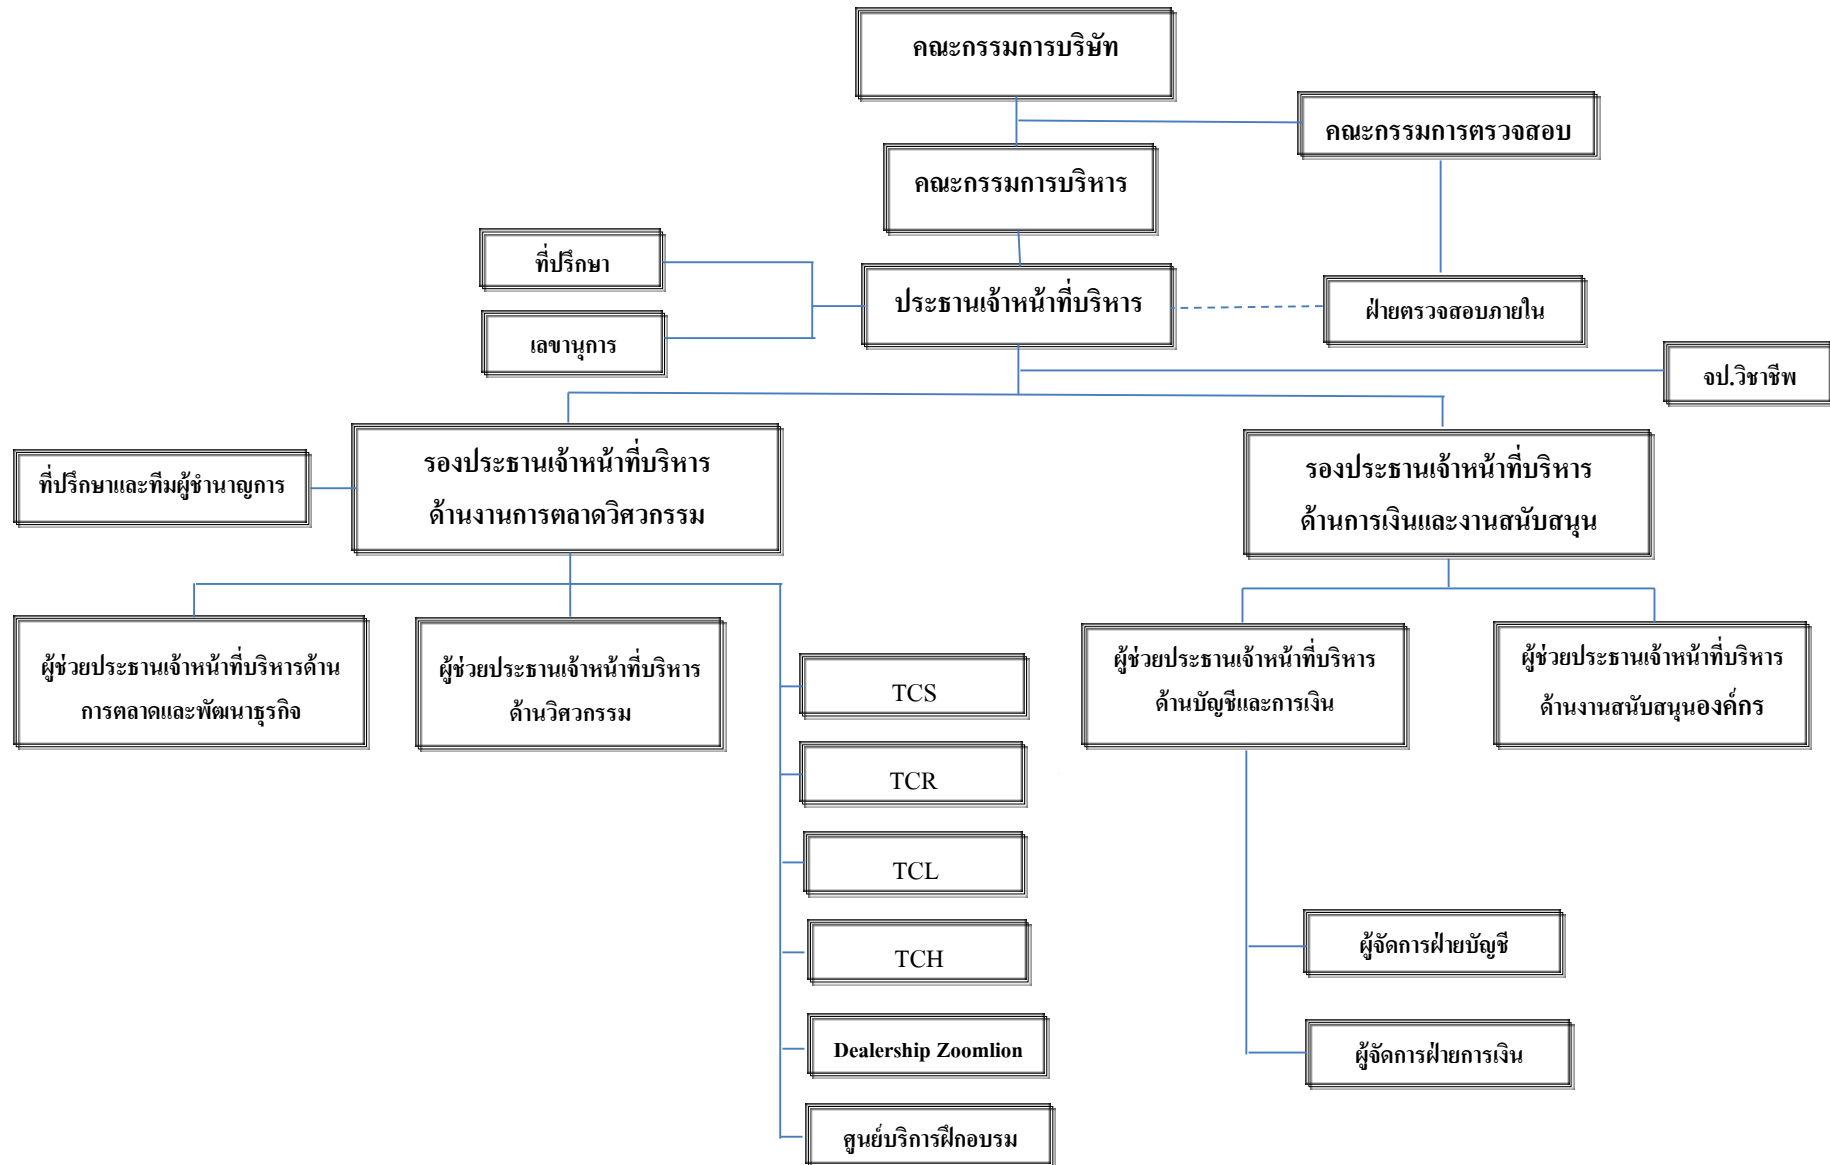 คณะกรรมการบริษัท
คณะกรรมการตรวจสอบ
คณะกรรมการบริหาร
ที่ปรึกษา
ประธานเจ้าหน้าที่บริหาร
ฝ่ายตรวจสอบภายใน
เลขานุการ
จป.วิชาชีพ
ที่ปรึกษาและทีมผู้ชำนาญการ
รองประธานเจ้าหน้าที่บริหาร
ด้านงานการตลาดวิศวกรรม
รองประธานเจ้าหน้าที่บริหาร
ด้านการเงินและงานสนับสนุน
ผู้ช่วยประธานเจ้าหน้าที่บริหารด้าน
การตลาดและพัฒนาธุรกิจ
ผู้ช่วยประธานเจ้าหน้าที่บริหาร
ด้านวิศวกรรม
TCS
TCR
TCL
TCH
Dealership Zoomlion
ศูนย์บริการฝึกอบรม
ผู้ช่วยประธานเจ้าหน้าที่บริหาร
ด้านบัญชีและการเงิน
ผู้ช่วยประธานเจ้าหน้าที่บริหาร
ด้านงานสนับสนุนองค์กร
ผู้จัดการฝ่ายบัญชี
ผู้จัดการฝ่ายการเงิน